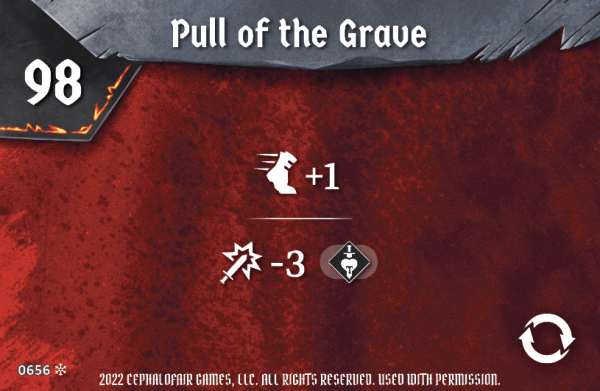 Pull of the Grave
98
+1
-3
0656
2022 CEPHALOFAIR GAMES, LLC. ALL RIGHTS RESERVED. USED WITH PERMISSION.